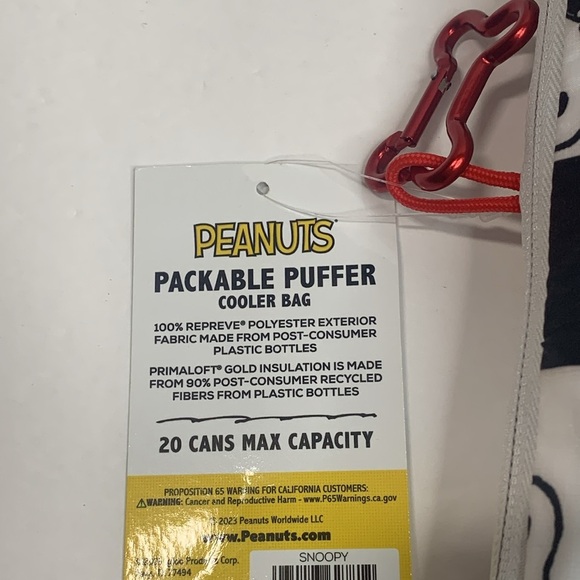 PEANUTS
PACKABLE PUFFER
COOLER BAG
100% REPREVE® POLYESTER EXTERIOR
FABRIC MADE FROM POST-CONSUMER
PLASTIC BOTTLES
PRIMALOFT® GOLD INSULATION IS MADE
FROM 90% POST-CONSUMER RECYCLED
FIBERS FROM PLASTIC BOTTLES
20 CANS MAX CAPACITY
PROPOSITION 65 WARNING FOR CALIFORNIA CUSTOMERS:
⚠WARNING: Cancer and Reproductive Harm - www.P65Warnings.ca.gov
© 2023 Peanuts Worldwide LLC
www.Peanuts.com
Corp.
77494
SNOOPY